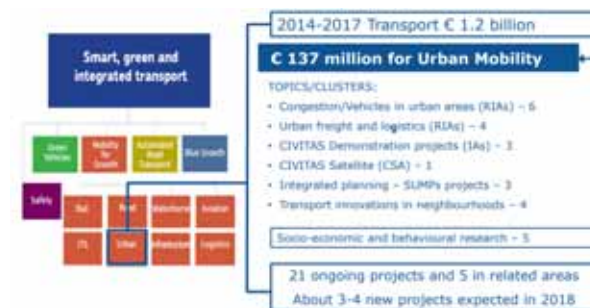 Smart, green and
integrated transport
Green
Vehicles
Mobility
for
Growth
Automated
Road
Transport
Blue Growth
Safety
Rail
Road
Waterborne
Aviation
ITS
Urban
Infrastructure
Logistics
2014-2017 Transport € 1.2 billion
€ 137 million for Urban Mobility
TOPICS/CLUSTERS:
• Congestion/Vehicles in urban areas (RIAs) – 6
• Urban freight and logistics (RIAs) – 4
• CIVITAS Demonstration projects (IAs) – 3
• CIVITAS Satellite (CSA) – 1
• Integrated planning – SUMPs projects – 3
• Transport innovations in neighbourhoods – 4
Socio-economic and behavioural research – 5
21 ongoing projects and 5 in related areas
About 3-4 new projects expected in 2018